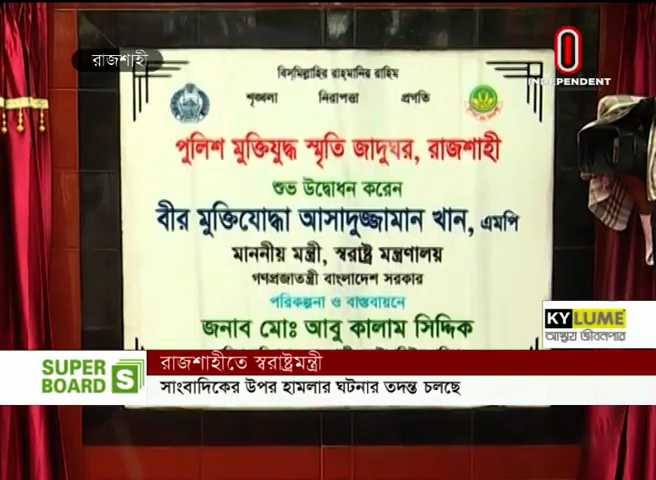 রাজশাহী
INDEPENDENT
বিসমিল্লাহির রাহমানির রাহিম
শৃঙ্খলা নিরাপত্তা প্রগতি
পুলিশ মুক্তিযুদ্ধ স্মৃতি জাদুঘর, রাজশাহী
শুভ উদ্বোধন করেন
বীর মুক্তিযোদ্ধা আসাদুজ্জামান খান, এমপি
মাননীয় মন্ত্রী, স্বরাষ্ট্র মন্ত্রণালয়
গণপ্রজাতন্ত্রী বাংলাদেশ সরকার
পরিকল্পনা ও বাস্তবায়নে
জনাব মোঃ আবু কালাম সিদ্দিক
KYLUME
আস্থায় জীবনপার
SUPER BOARD S
রাজশাহীতে স্বরাষ্ট্রমন্ত্রী
সাংবাদিকের উপর হামলার ঘটনার তদন্ত চলছে